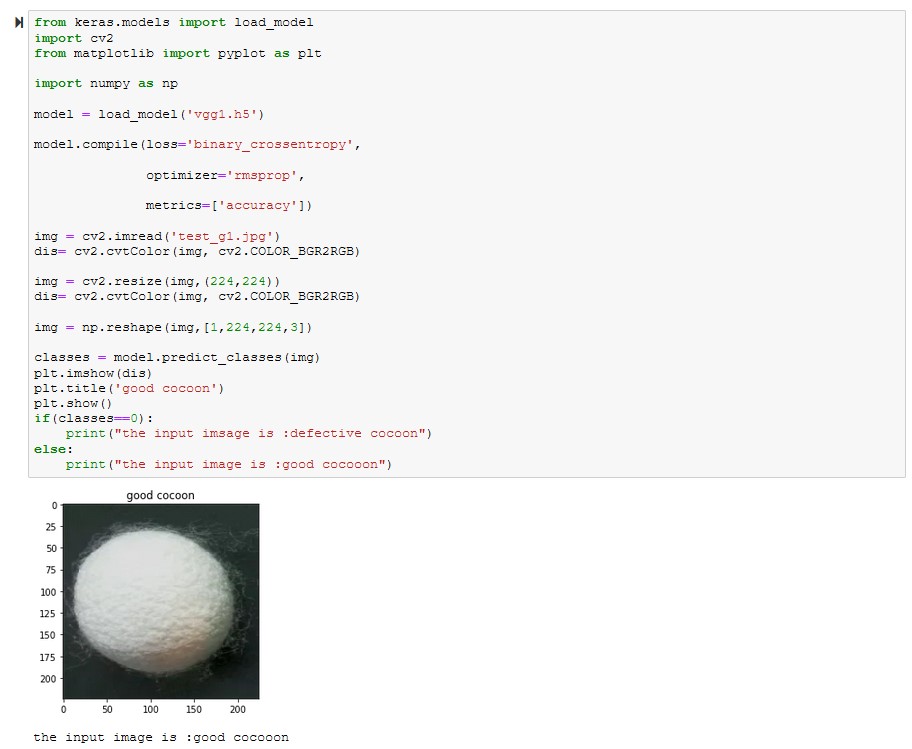 from keras.models import load_model
import cv2
from matplotlib import pyplot as plt
import numpy as np
model = load_model('vgg1.h5')
model.compile(loss='binary_crossentropy',
              optimizer='rmsprop',
              metrics=['accuracy'])
img = cv2.imread('test_g1.jpg')
dis= cv2.cvtColor(img, cv2.COLOR_BGR2RGB)
img = cv2.resize(img,(224,224))
dis= cv2.cvtColor(img, cv2.COLOR_BGR2RGB)
img = np.reshape(img,[1,224,224,3])
classes = model.predict_classes(img)
plt.imshow(dis)
plt.title('good cocoon')
plt.show()
if(classes==0):
    print("the input imsage is :defective cocoon")
else:
    print("the input image is :good cocooon")
good cocoon
0
25
50
75
100
125
150
175
200
0 50 100 150 200
the input image is :good cocooon